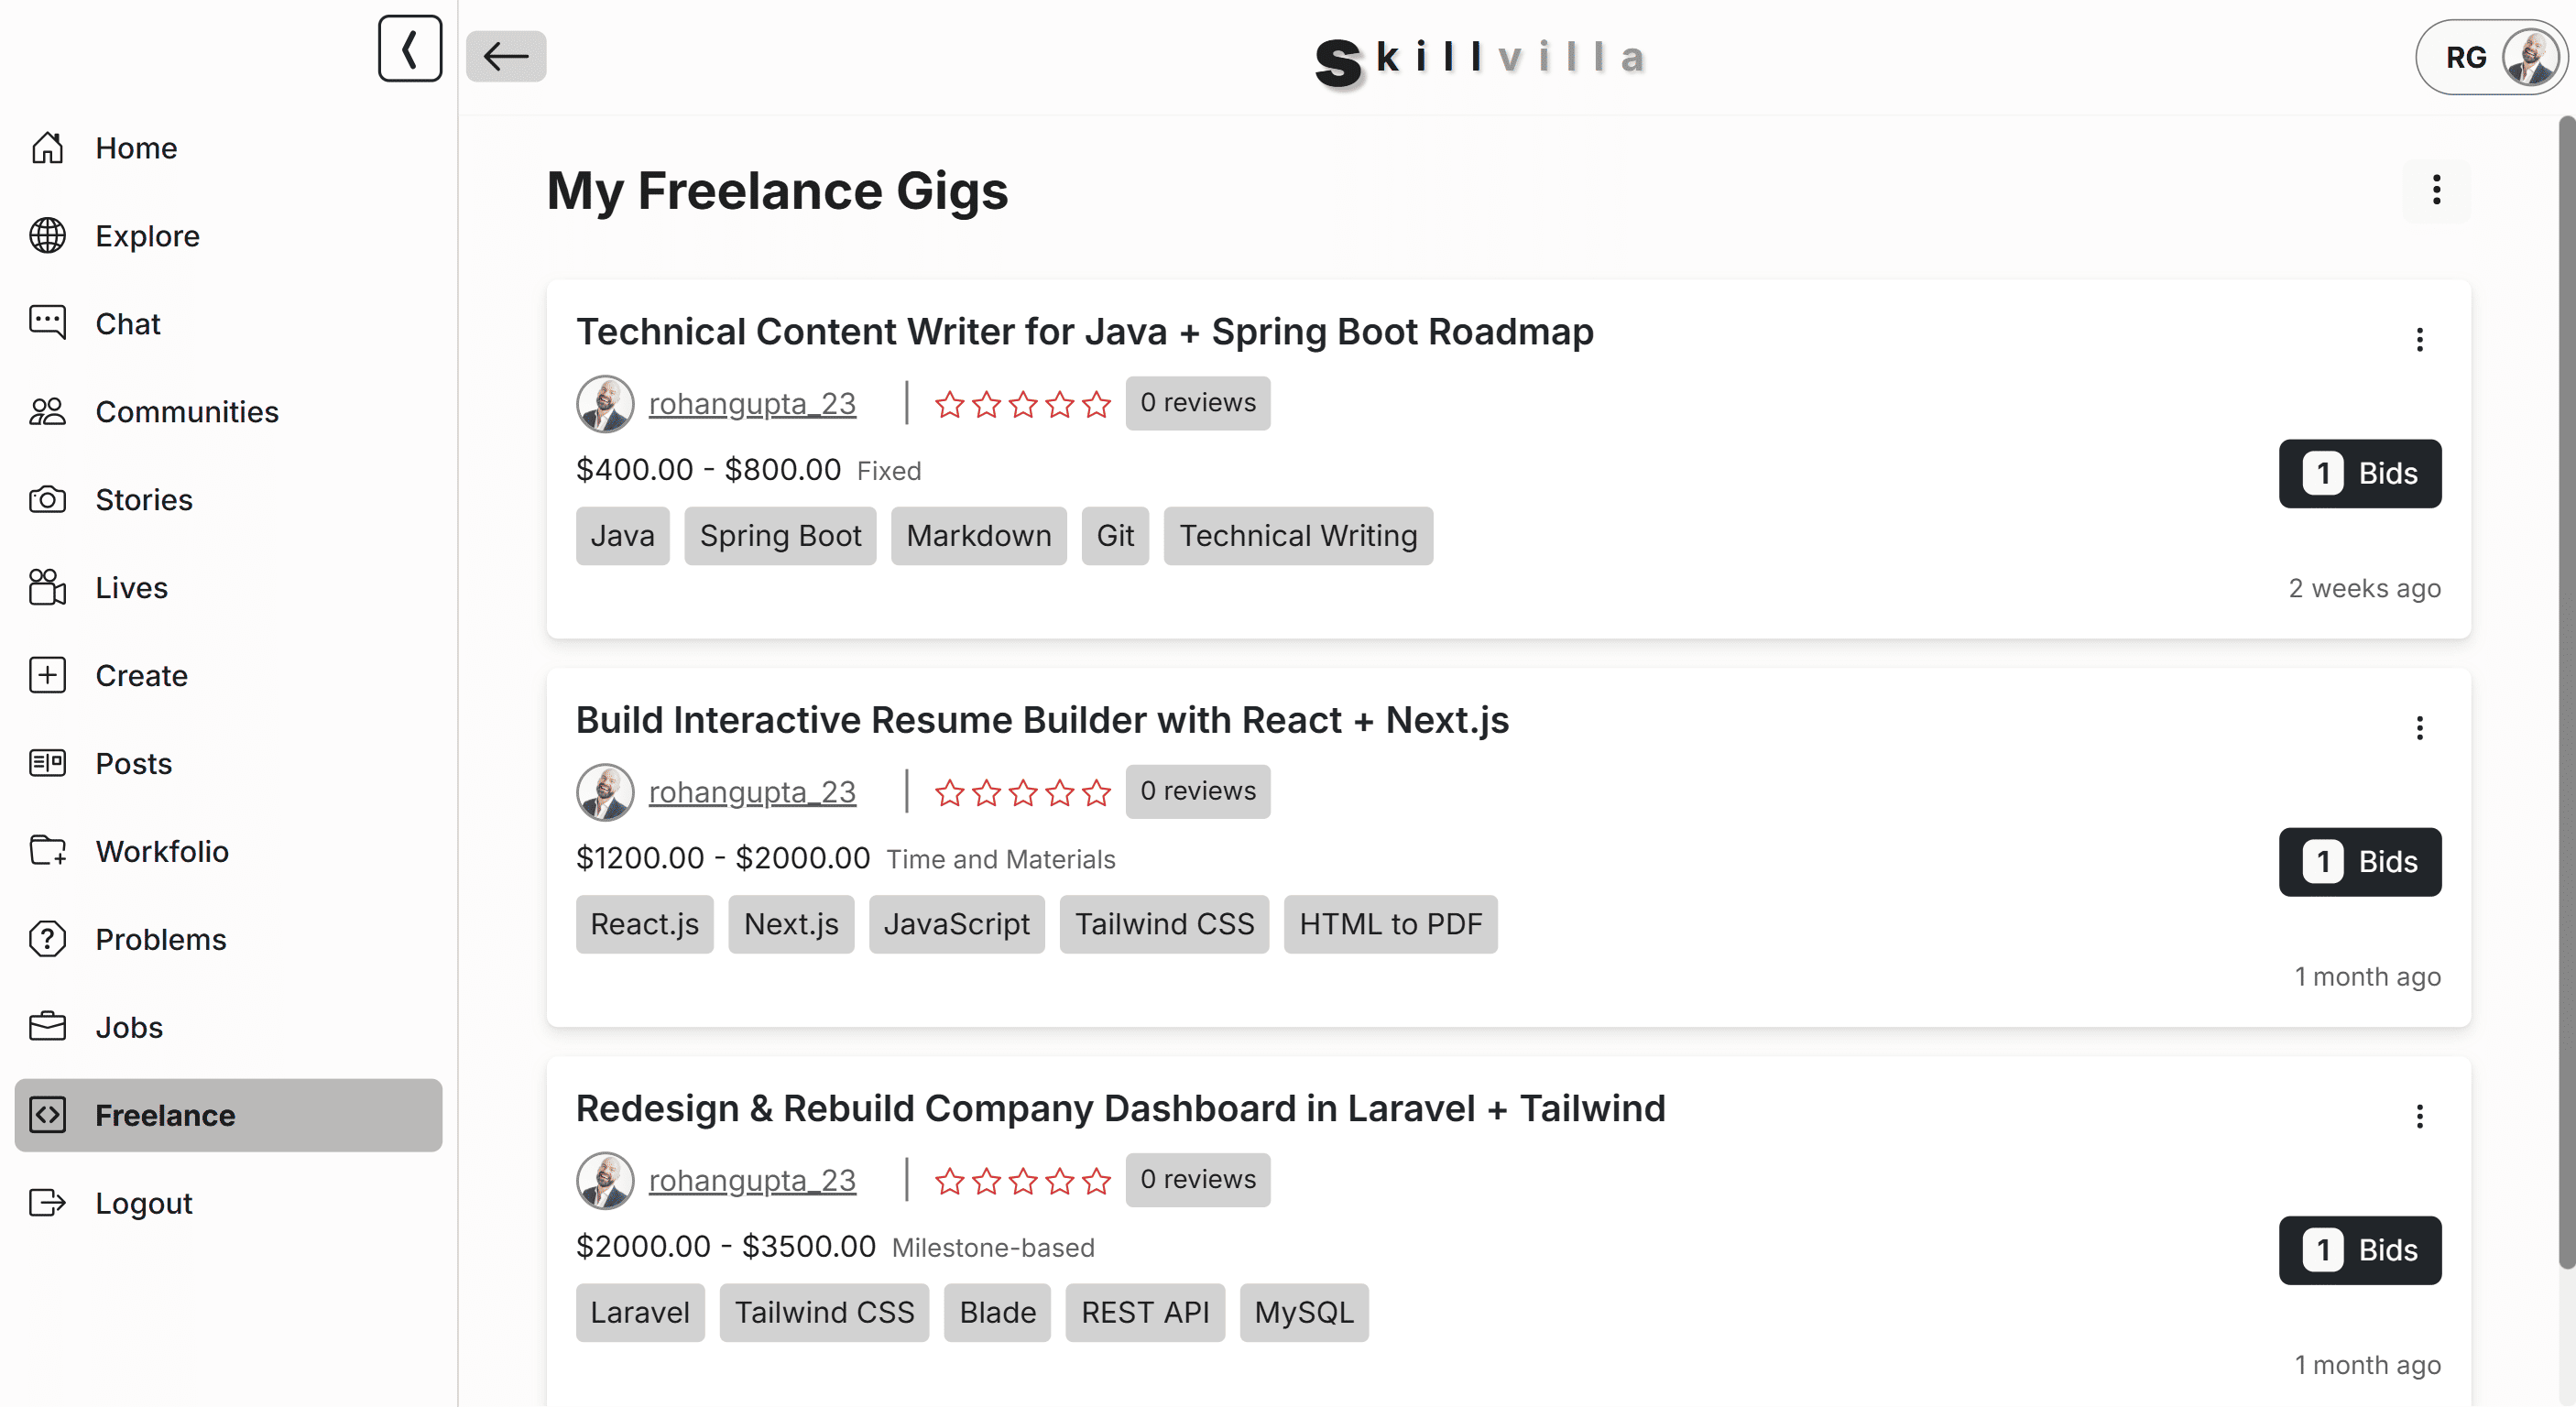 Skillvilla
RG
Home
Explore
Chat
Communities
Stories
Lives
Create
Posts
Workfolio
Problems
Jobs
Freelance
Logout
My Freelance Gigs
Technical Content Writer for Java + Spring Boot Roadmap
rohangupta_23 0 reviews
$400.00 - $800.00 Fixed
1 Bids
Java Spring Boot Markdown Git Technical Writing
2 weeks ago
Build Interactive Resume Builder with React + Next.js
rohangupta_23 0 reviews
$1200.00 - $2000.00 Time and Materials
1 Bids
React.js Next.js JavaScript Tailwind CSS HTML to PDF
1 month ago
Redesign & Rebuild Company Dashboard in Laravel + Tailwind
rohangupta_23 0 reviews
$2000.00 - $3500.00 Milestone-based
1 Bids
Laravel Tailwind CSS Blade REST API MySQL
1 month ago